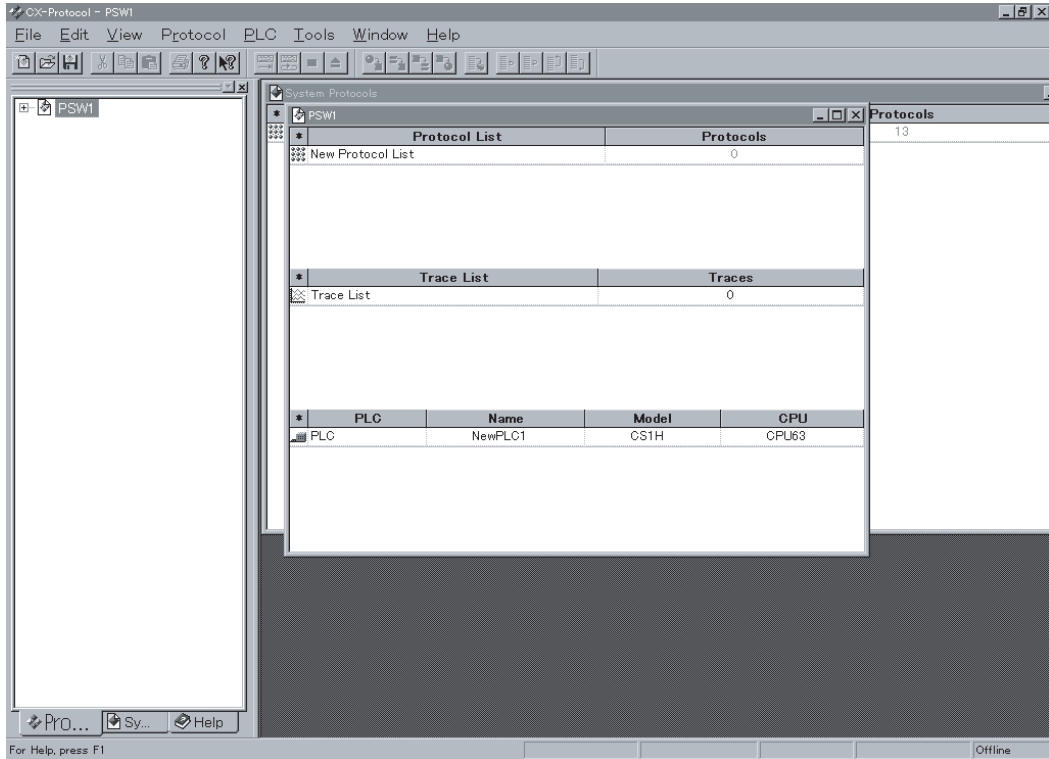 CX-Protocol - PSW1
File Edit View Protocol PLC Tools Window Help
PSW1
System Protocols
* Protocols
13
PSW1
* Protocol List Protocols
New Protocol List 0
* Trace List Traces
Trace List 0
* PLC Name Model CPU
PLC NewPLC1 CS1H CPU63
Pro... Sy... Help
For Help, press F1 Offline